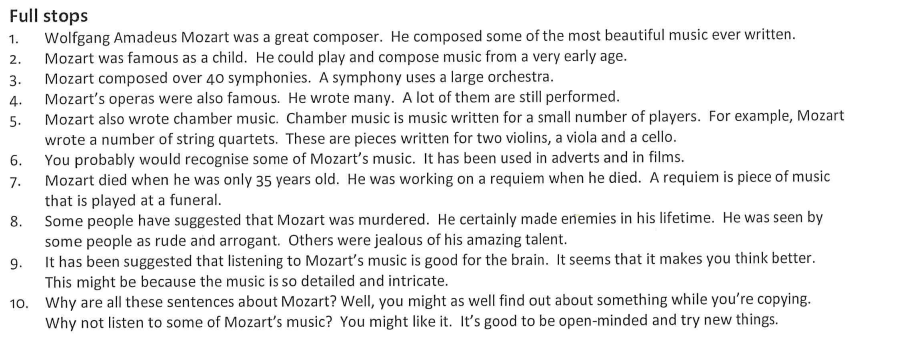 Full stops
1. Wolfgang Amadeus Mozart was a great composer. He composed some of the most beautiful music ever written.
2. Mozart was famous as a child. He could play and compose music from a very early age.
3. Mozart composed over 40 symphonies. A symphony uses a large orchestra.
4. Mozart's operas were also famous. He wrote many. A lot of them are still performed.
5. Mozart also wrote chamber music. Chamber music is music written for a small number of players. For example, Mozart
wrote a number of string quartets. These are pieces written for two violins, a viola and a cello.
6. You probably would recognise some of Mozart's music. It has been used in adverts and in films.
7. Mozart died when he was only 35 years old. He was working on a requiem when he died. A requiem is piece of music
that is played at a funeral.
8. Some people have suggested that Mozart was murdered. He certainly made enemies in his lifetime. He was seen by
some people as rude and arrogant. Others were jealous of his amazing talent.
9. It has been suggested that listening to Mozart's music is good for the brain. It seems that it makes you think better.
This might be because the music is so detailed and intricate.
10. Why are all these sentences about Mozart? Well, you might as well find out about something while you're copying.
Why not listen to some of Mozart's music? You might like it. It's good to be open-minded and try new things.